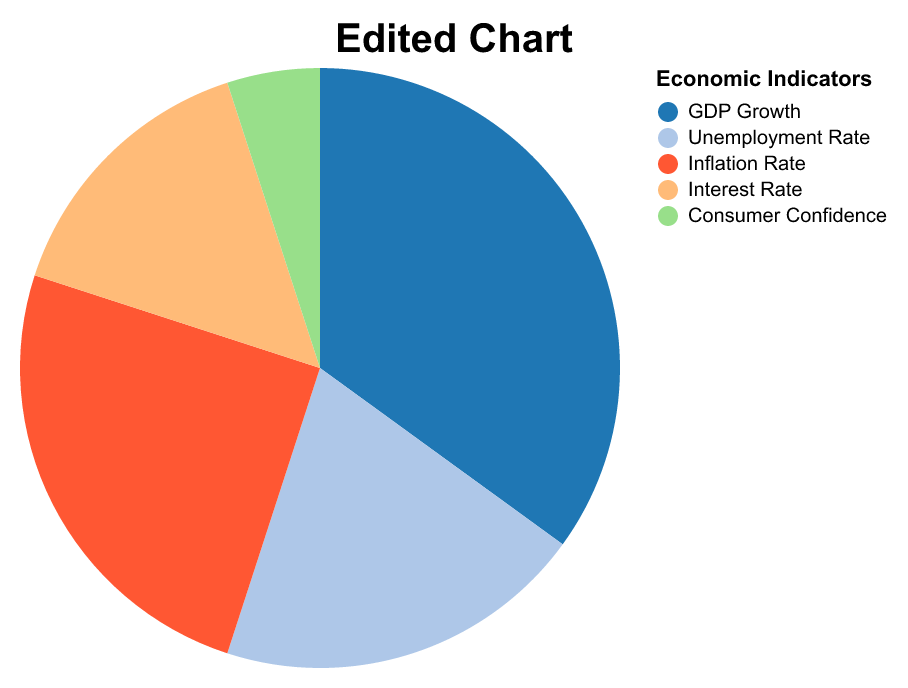 Edited Chart
Economic Indicators
GDP Growth
Unemployment Rate
Inflation Rate
Interest Rate
Consumer Confidence